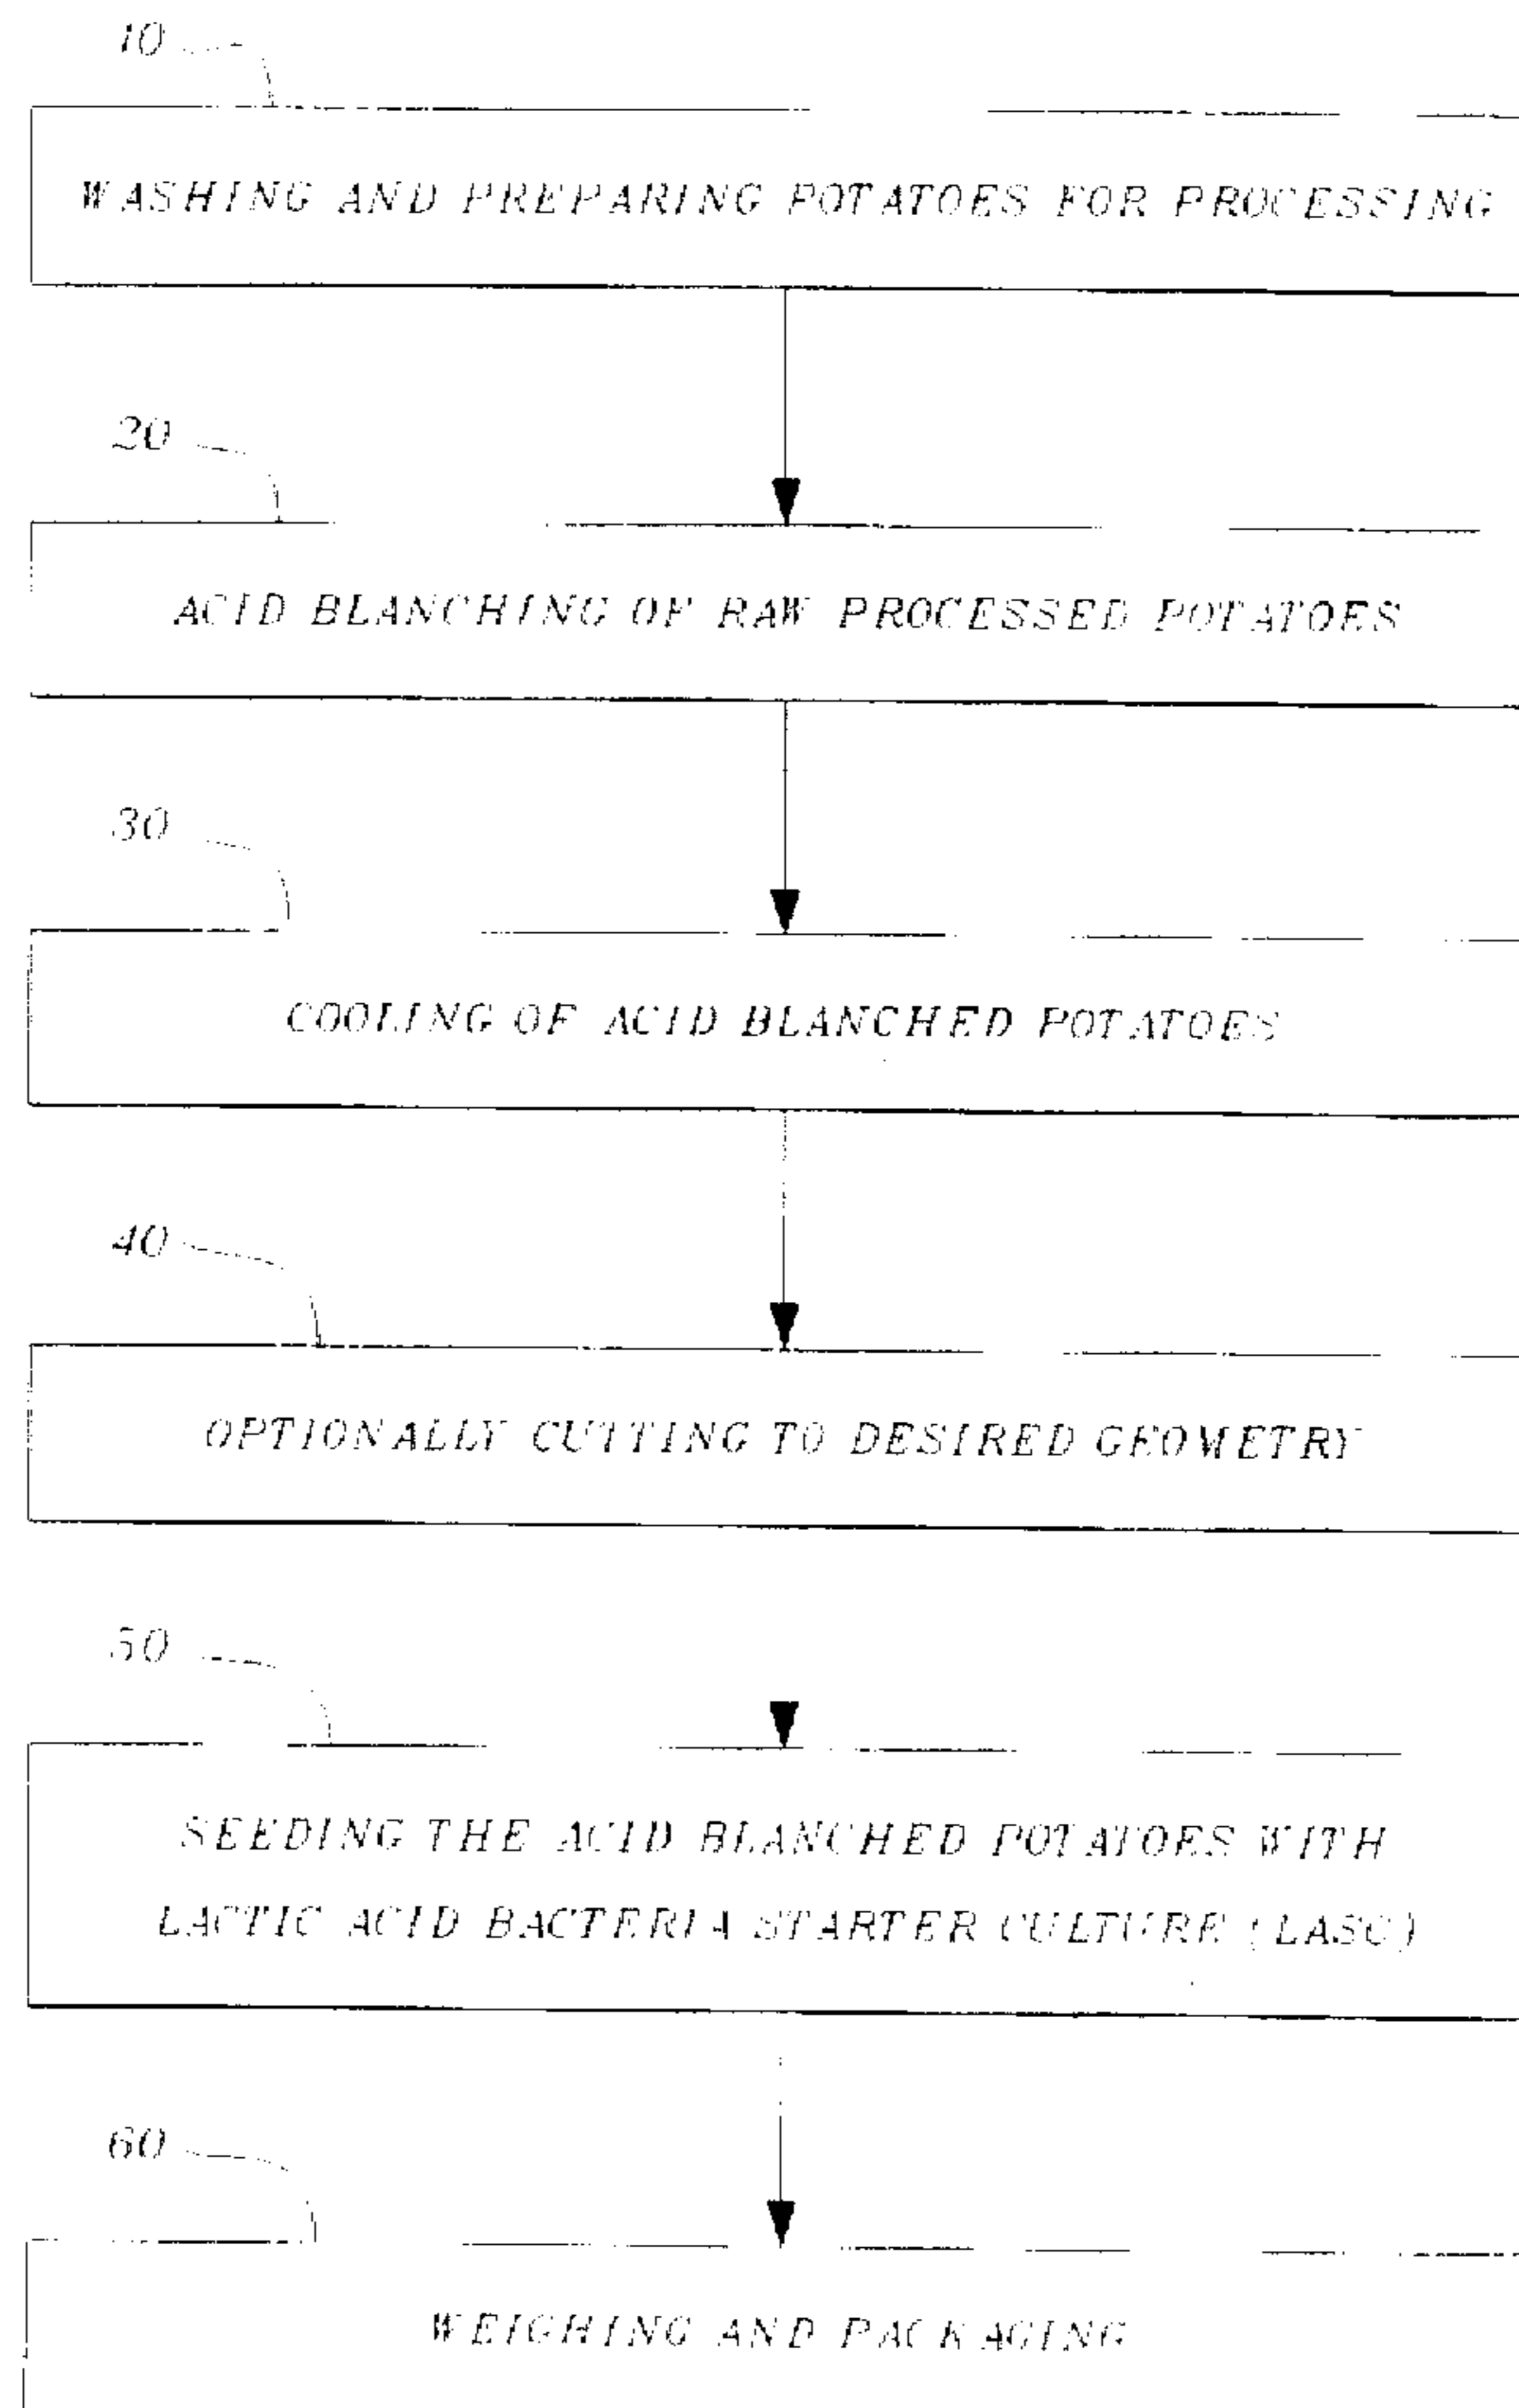 10
WASHING AND PREPARING POTATOES FOR PROCESSING
20
ACID BLANCHING OF RAW PROCESSED POTATOES
30
COOLING OF ACID BLANCHED POTATOES
40
OPTIONALLY CUTTING TO DESIRED GEOMETRY
50
SEEDING THE ACID BLANCHED POTATOES WITH
LACTIC ACID BACTERIA STARTER CULTURE (LASC)
60
WEIGHING AND PACKAGING